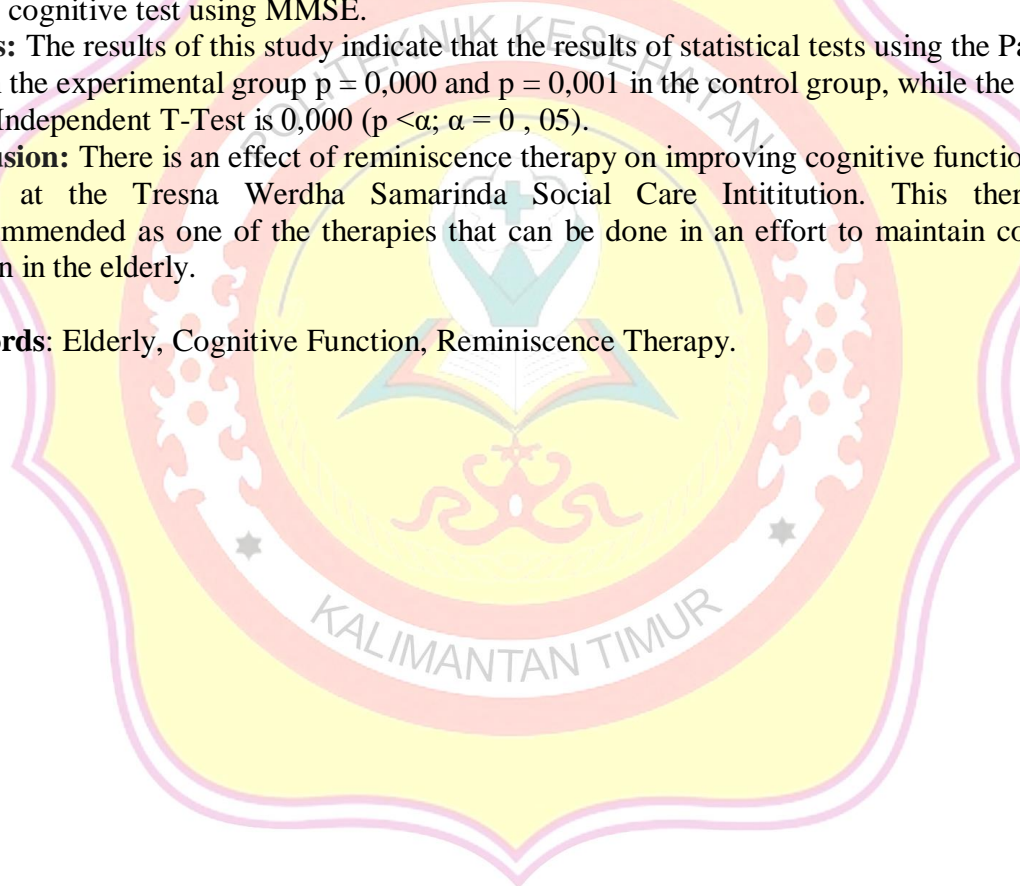 cognitive test using MMSE.
s: The results of this study indicate that the results of statistical tests using the Pa
the experimental group p = 0,000 and p = 0,001 in the control group, while the
Independent T-Test is 0,000 (p <α; α = 0 , 05).
usion: There is an effect of reminiscence therapy on improving cognitive functio
at the Tresna Werdha Samarinda Social Care Intititution. This ther
mmended as one of the therapies that can be done in an effort to maintain co
n in the elderly.
rds: Elderly, Cognitive Function, Reminiscence Therapy.
POLITEKNIK KESEHATAN
KALIMANTAN TIMUR